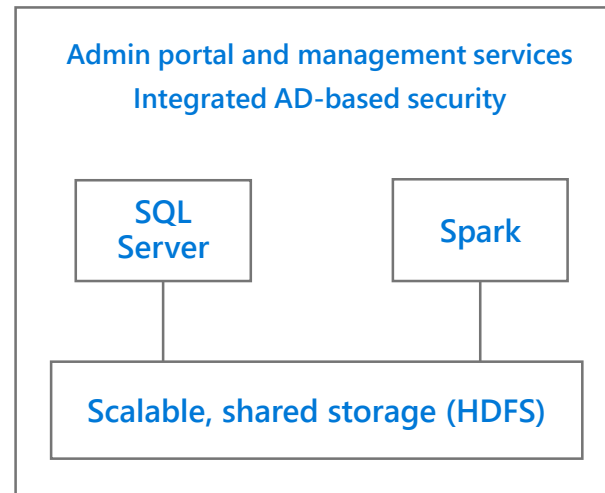 Admin portal and management services
Integrated AD-based security
SQL
Server
Spark
Scalable, shared storage (HDFS)